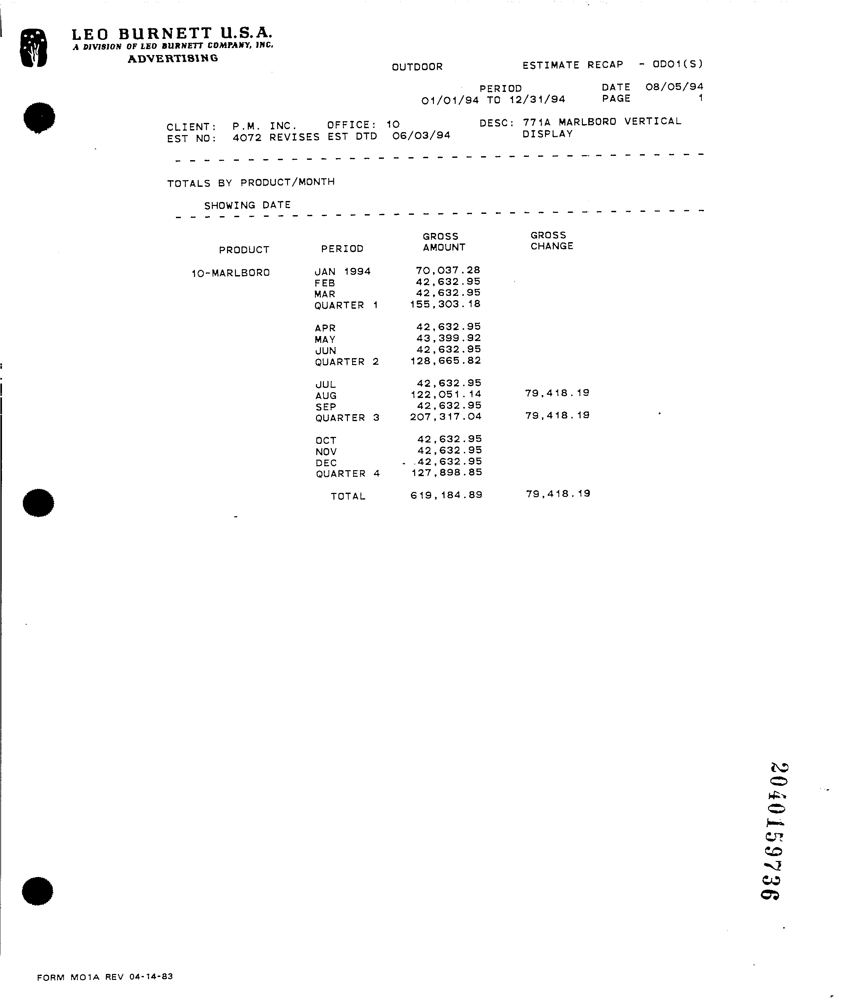 LEO BURNETT U.S.A.
A DIVISION OF LEO BURNETT COMPANY, INC.
ADVERTISING
OUTDOOR ESTIMATE RECAP - OD01(S)
PERIOD DATE 08/05/94
01/01/94 TO 12/31/94 PAGE 1
CLIENT: P.M. INC. OFFICE: 10 DESC: 771A MARLBORO VERTICAL
EST NO: 4072 REVISES EST DTD 06/03/94 DISPLAY
TOTALS BY PRODUCT/MONTH
SHOWING DATE
GROSS GROSS
PRODUCT PERIOD AMOUNT CHANGE
10-MARLBORO JAN 1994 70,037.28
FEB 42,632.95
MAR 42,632.95
QUARTER 1 155,303.18
APR 42,632.95
MAY 43,399.92
JUN 42,632.95
QUARTER 2 128,665.82
JUL 42,632.95
AUG 122,051.14 79,418.19
SEP 42,632.95
QUARTER 3 207,317.04 79,418.19
OCT 42,632.95
NOV 42,632.95
DEC 42,632.95
QUARTER 4 127,898.85
TOTAL 619,184.89 79,418.19
2040159736
FORM M01A REV 04-14-83